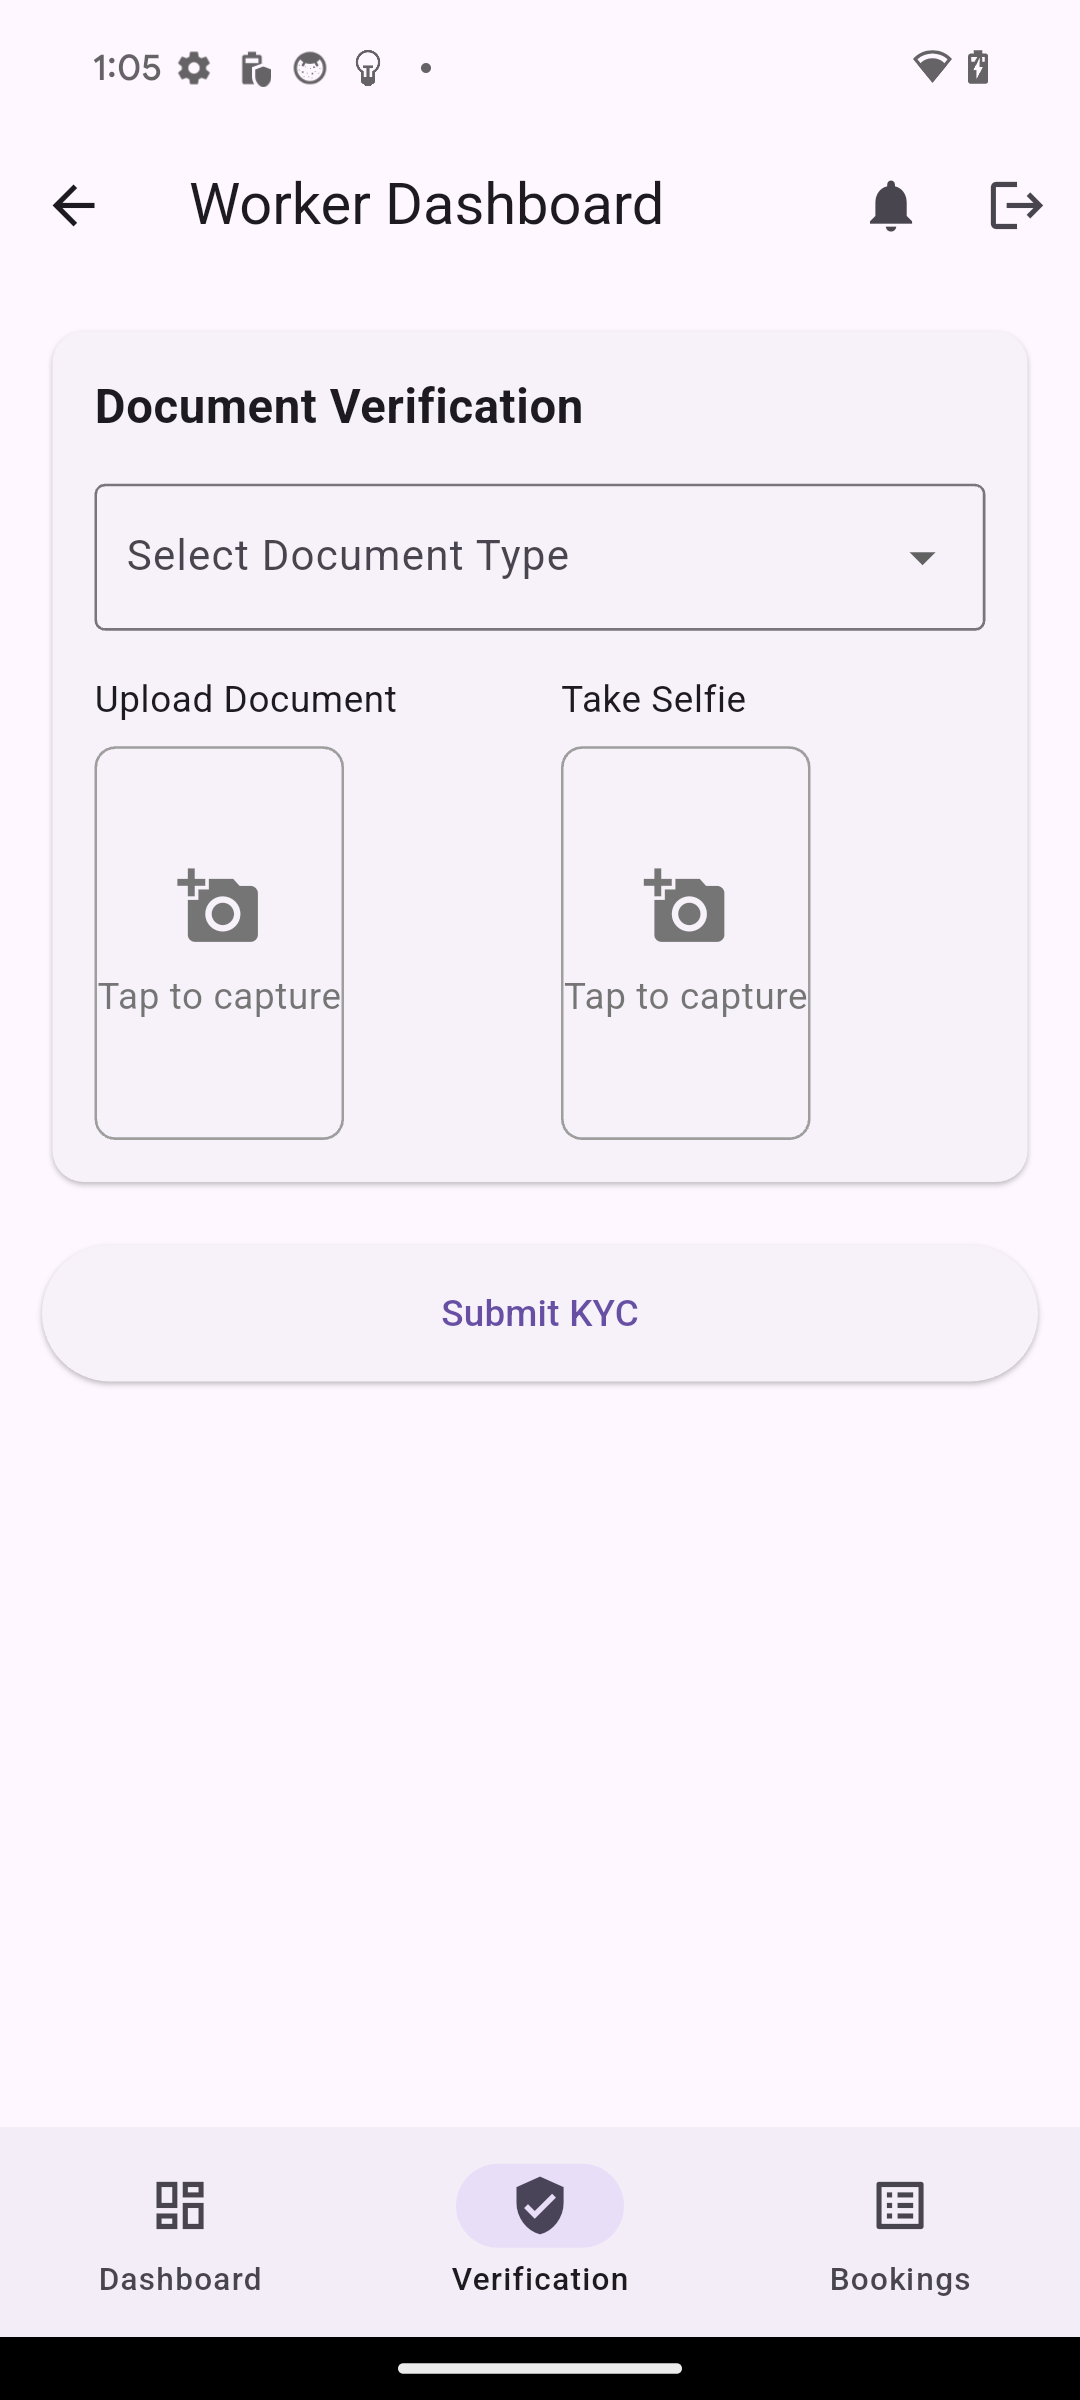 1:05
Worker Dashboard
Document Verification
Select Document Type
Upload Document
Take Selfie
Tap to capture
Tap to capture
Submit KYC
Dashboard
Verification
Bookings